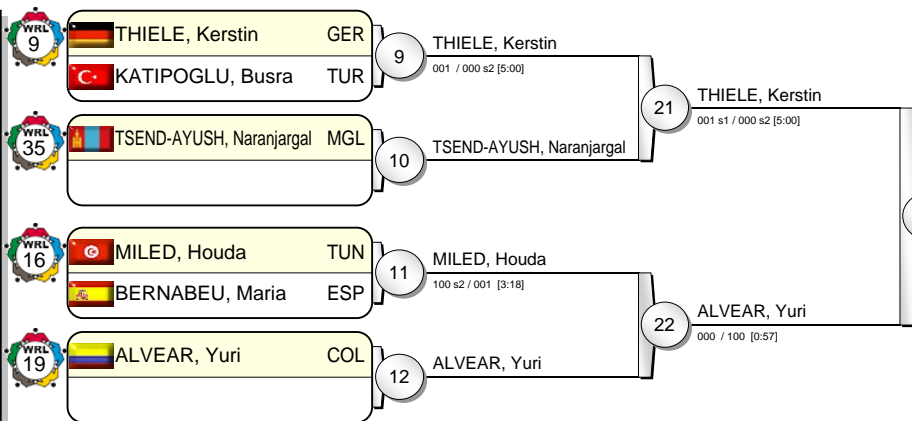 WRL
9
THIELE, Kerstin GER
KATIPOGLU, Busra TUR
9
THIELE, Kerstin
001 / 000 s2 [5:00]
21
THIELE, Kerstin
001 s1 / 000 s2 [5:00]
WRL
35
TSEND-AYUSH, Naranjargal MGL
10
TSEND-AYUSH, Naranjargal
WRL
16
MILED, Houda TUN
BERNABEU, Maria ESP
11
MILED, Houda
100 s2 / 001 [3:18]
22
ALVEAR, Yuri
000 / 100 [0:57]
WRL
19
ALVEAR, Yuri COL
12
ALVEAR, Yuri